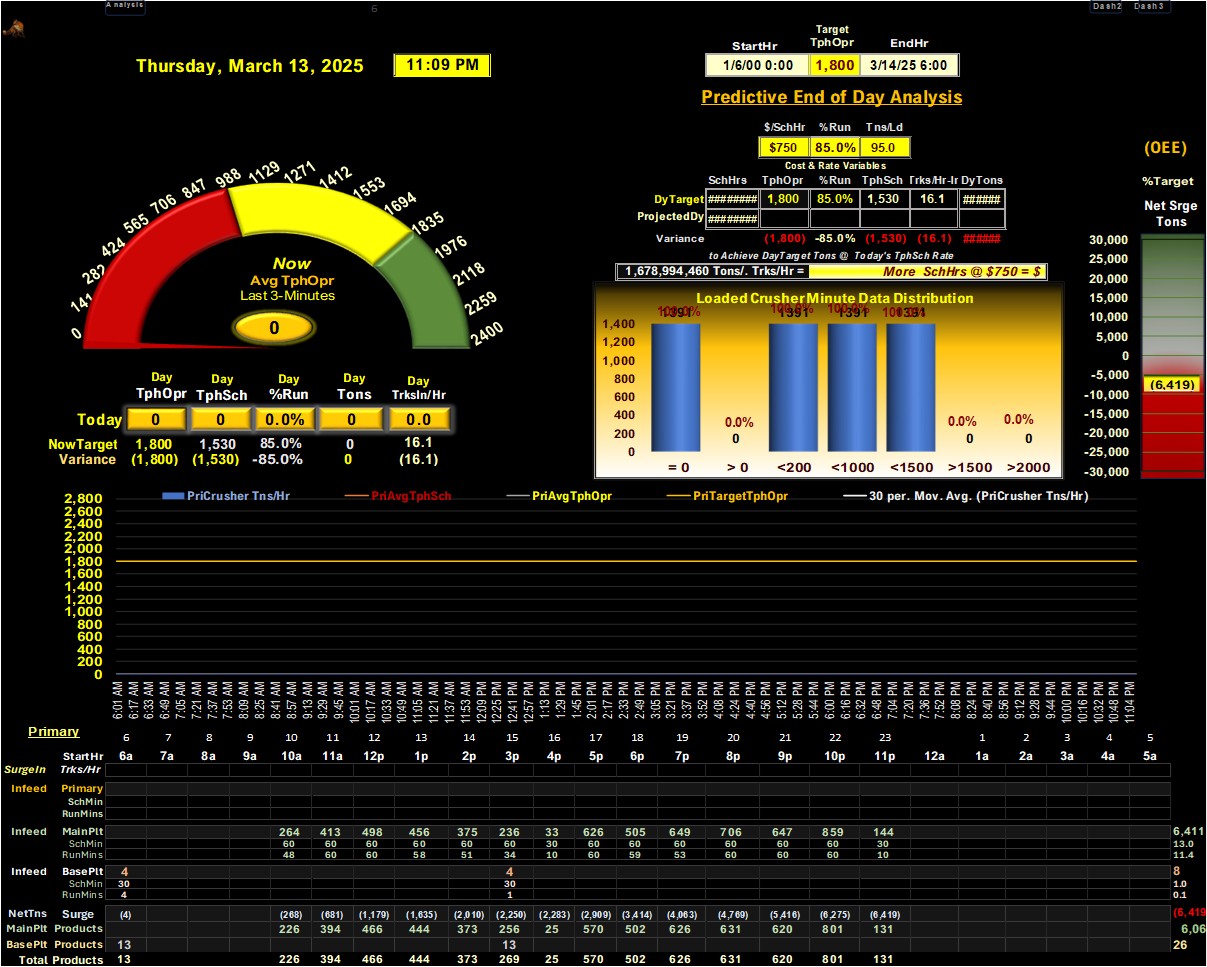 Analysis 6 Dash2 Dash3
Thursday, March 13, 2025 11:09 PM
StartHr Target TphOpr EndHr
1/6/00 0:00 1,800 3/14/25 6:00
Predictive End of Day Analysis
$/SchHr %Run Tns/Ld
$750 85.0% 95.0
Cost & Rate Variables
SchHrs TphOpr %Run TphSch Trks/Hr-Ir DyTons
DyTarget ######## 1,800 85.0% 1,530 16.1 ######
ProjectedDy ########
Variance (1,800) -85.0% (1,530) (16.1) ######
to Achieve DayTarget Tons @ Today's TphSch Rate
1,678,994,460 Tons/. Trks/Hr = More SchHrs @ $750 = $
(OEE)
%Target
Net Srge
Tons
30,000
25,000
20,000
15,000
10,000
5,000
0
-5,000
(6,419)
-10,000
-15,000
-20,000
-25,000
-30,000
0 141 282 424 565 706 847 988 1129 1271 1412 1553 1694 1835 1976 2118 2259 2400
Now
Avg TphOpr
Last 3-Minutes
0
Day Day Day Day Day
TphOpr TphSch %Run Tons TrksIn/Hr
Today 0 0 0.0% 0 0.0
NowTarget 1,800 1,530 85.0% 0 16.1
Variance (1,800) (1,530) -85.0% 0 (16.1)
Loaded CrusherMinute Data Distribution
100.0% 1391 100.0% 1391 100.0% 1391 100.0% 1391
1,400
1,200
1,000
800
600
400
200
0
0.0% 0.0% 0.0%
0 0 0
= 0 > 0 <200 <1000 <1500 >1500 >2000
PriCrusher Tns/Hr PriAvgTphSch PriAvgTphOpr PriTargetTphOpr 30 per. Mov. Avg. (PriCrusher Tns/Hr)
2,800
2,600
2,400
2,200
2,000
1,800
1,600
1,400
1,200
1,000
800
600
400
200
0
6:01 AM 6:17 AM 6:33 AM 6:49 AM 7:05 AM 7:21 AM 7:37 AM 7:53 AM 8:09 AM 8:25 AM 8:41 AM 8:57 AM 9:13 AM 9:29 AM 9:45 AM 10:01 AM 10:17 AM 10:33 AM 10:49 AM 11:05 AM 11:21 AM 11:37 AM 11:53 AM 12:09 PM 12:25 PM 12:41 PM 12:57 PM 1:13 PM 1:29 PM 1:45 PM 2:01 PM 2:17 PM 2:33 PM 2:49 PM 3:05 PM 3:21 PM 3:37 PM 3:52 PM 4:08 PM 4:24 PM 4:40 PM 4:56 PM 5:12 PM 5:28 PM 5:44 PM 6:00 PM 6:16 PM 6:32 PM 6:48 PM 7:04 PM 7:20 PM 7:36 PM 7:52 PM 8:08 PM 8:24 PM 8:40 PM 8:56 PM 9:12 PM 9:28 PM 9:44 PM 10:00 PM 10:16 PM 10:32 PM 10:48 PM 11:04 PM
Primary
6 7 8 9 10 11 12 13 14 15 16 17 18 19 20 21 22 23 1 2 3 4 5
StartHr 6a 7a 8a 9a 10a 11a 12p 1p 2p 3p 4p 5p 6p 7p 8p 9p 10p 11p 12a 1a 2a 3a 4a 5a
SurgeIn Trks/Hr
Infeed Primary
SchMin
RunMins
Infeed MainPlt 264 413 498 456 375 236 33 626 505 649 706 647 859 144 6,411
SchMin 60 60 60 60 60 60 30 60 60 60 60 60 60 30 13.0
RunMins 48 60 60 58 51 34 10 60 59 53 60 60 60 10 11.4
Infeed BasePlt 4 4 8
SchMin 30 30 1.0
RunMins 4 1 0.1
NetTns Surge (4) (268) (681) (1,179) (1,635) (2,010) (2,250) (2,283) (2,909) (3,414) (4,063) (4,769) (5,416) (6,275) (6,419) (6,419
MainPlt Products 226 394 466 444 373 256 25 570 502 626 631 620 801 131 6,06
BasePlt Products 13 13 26
Total Products 13 226 394 466 444 373 269 25 570 502 626 631 620 801 131